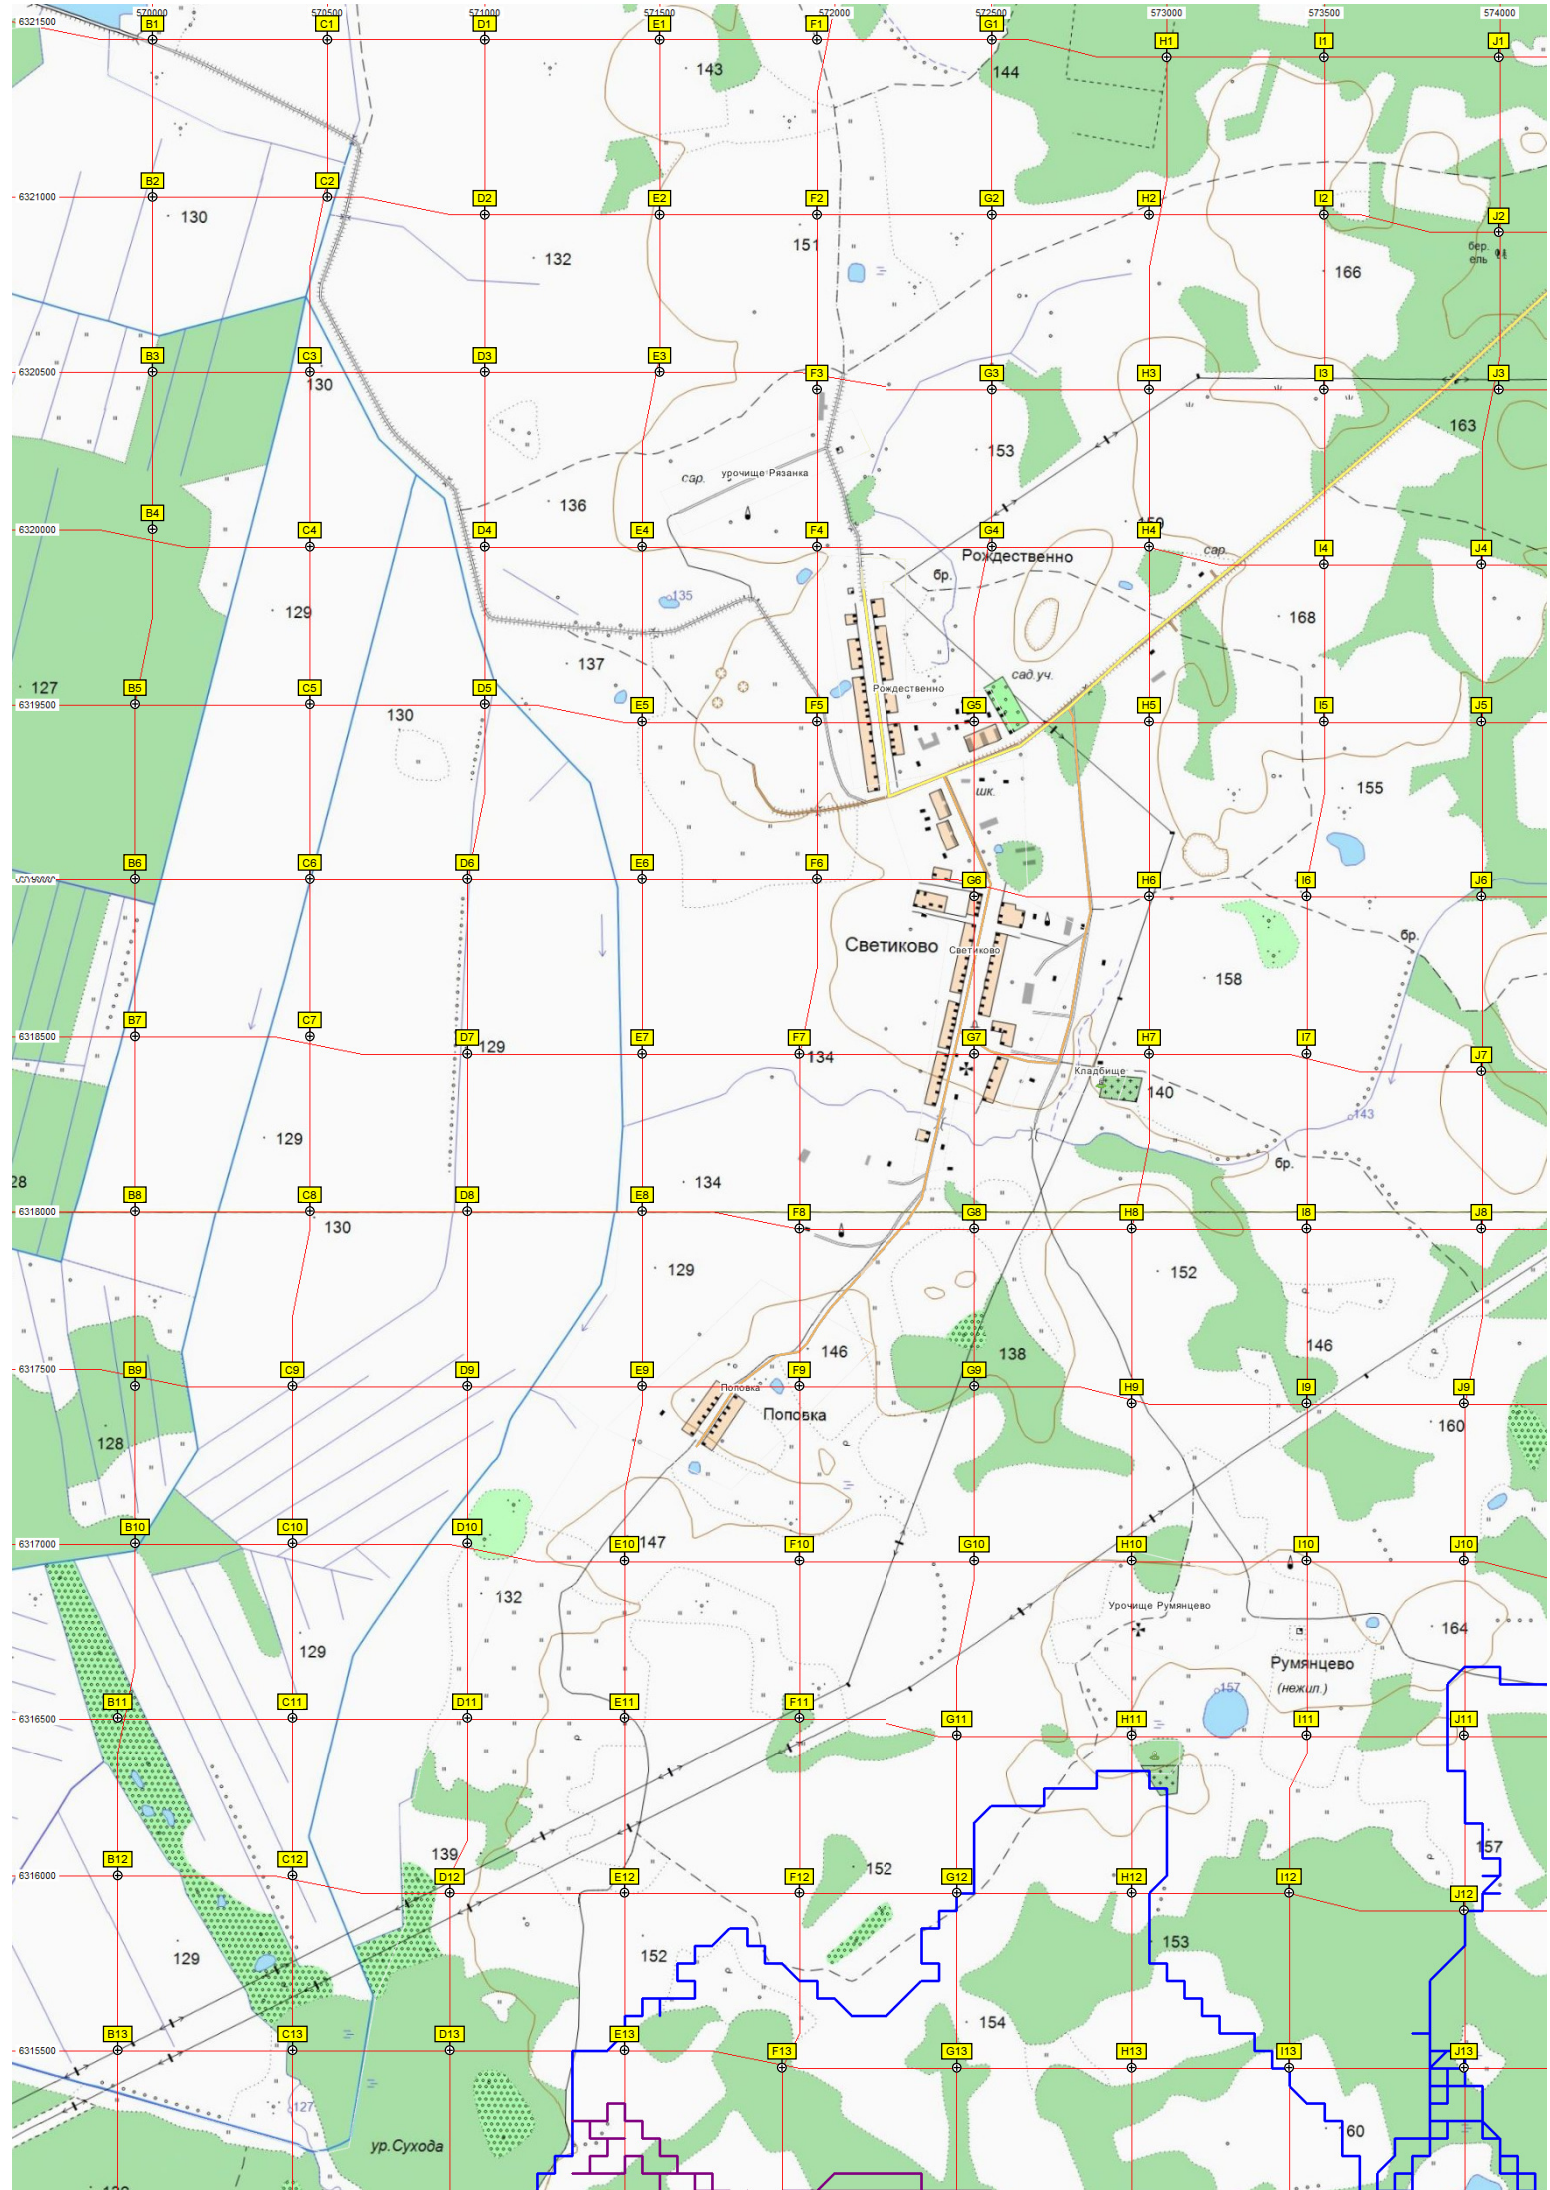 570000 570500 571000 571500 572000 572500 573000 573500 574000
6321500 B1 C1 D1 E1 F1 G1 H1 I1 J1
143 144
6321000 B2 C2 D2 E2 F2 G2 H2 I2 J2
130 132 151 166
бер.
ель
6320500 B3 C3 D3 E3 F3 G3 H3 I3 J3
130 163
153
сар. урочище Рязанка
136
6320000 B4 C4 D4 E4 F4 G4 H4 I4 J4
Рождественно сар.
бр.
135
129 168
137 127
сад.уч.
Рождественно
6319500 B5 C5 D5 E5 F5 G5 H5 I5 J5
130
155
шк.
B6 C6 D6 E6 F6 G6 H6 I6 J6
бр.
Светиково Светиково
158
6318500 B7 C7 D7 E7 F7 G7 H7 I7 J7
129 134
Кладбище
140 143
129
бр.
28 134
6318000 B8 C8 D8 E8 F8 G8 H8 I8 J8
130
129 152
146 138 146
6317500 B9 C9 D9 E9 F9 G9 H9 I9 J9
Поповка
Поповка
128 160
6317000 B10 C10 D10 E10 F10 G10 H10 I10 J10
147
132
Урочище Румянцево
129 164
Румянцево
(нежил.)
157
6316500 B11 C11 D11 E11 F11 G11 H11 I11 J11
139 157
152
6316000 B12 C12 D12 E12 F12 G12 H12 I12 J12
129 152 153
154
6315500 B13 C13 D13 E13 F13 G13 H13 I13 J13
127
60
ур.Сухода